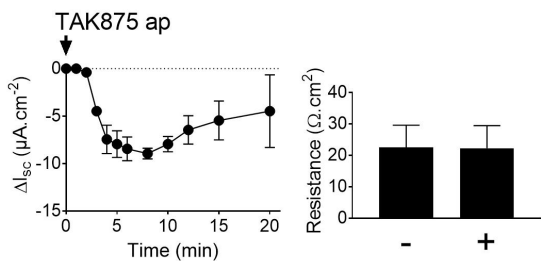 TAK875 ap
0
-5
-10
-15
ΔISC (µA.cm-2)
0 5 10 15 20
Time (min)
40
30
20
10
0
Resistance (Ω.cm2)
- +